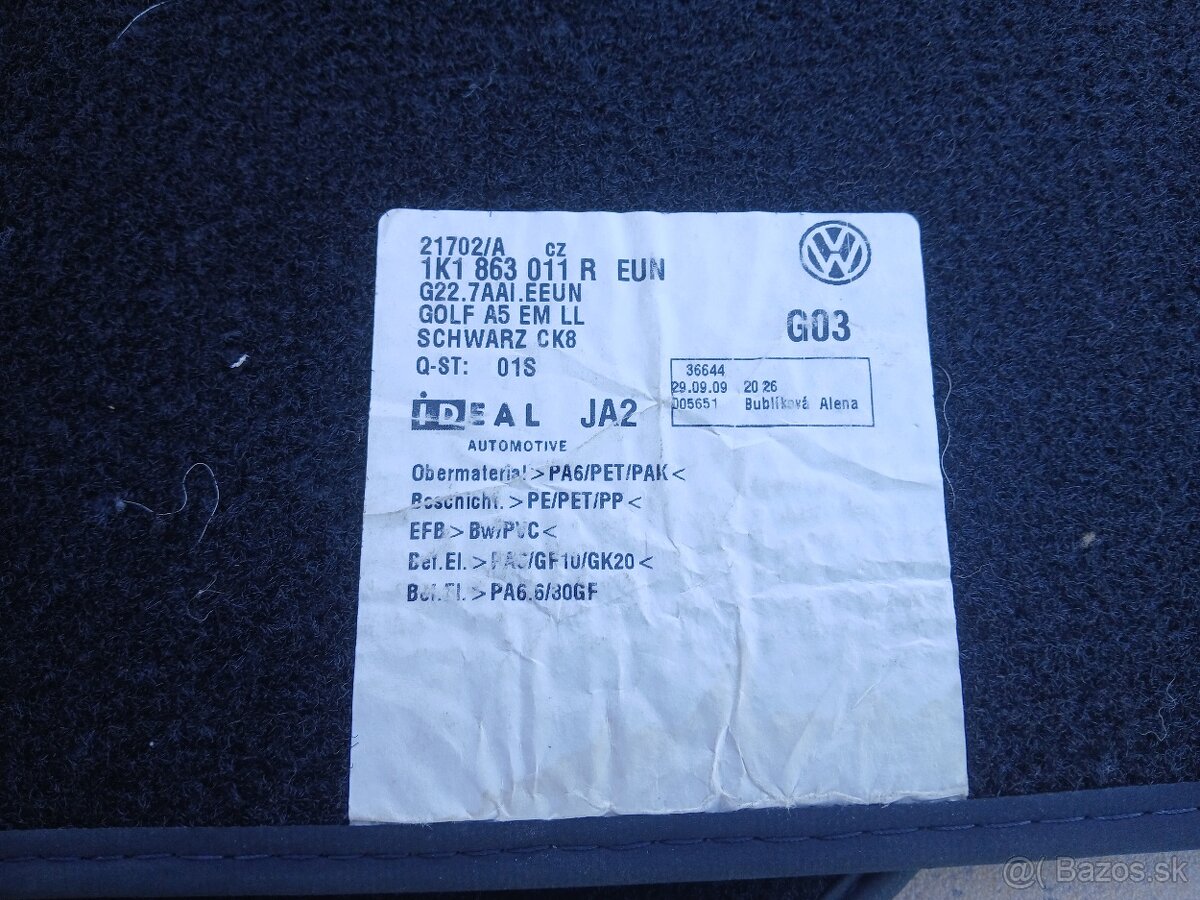 21702/A cz
1K1 863 011 R EUN
G22.7AAI.EEUN
GOLF A5 EM LL
SCHWARZ CK8
Q-ST: 01S
VW
G03
36644
29.09.09 20 26
005651 Bublíková Alena
IDEAL JA2
AUTOMOTIVE
Obermaterial >PA6/PET/PAK<
Beschicht. >PE/PET/PP<
EFB >Bw/PVC<
Bef.El. >PA6/GF10/GK20<
Bef.El. >PA6.6/30GF
@( Bazos.sk